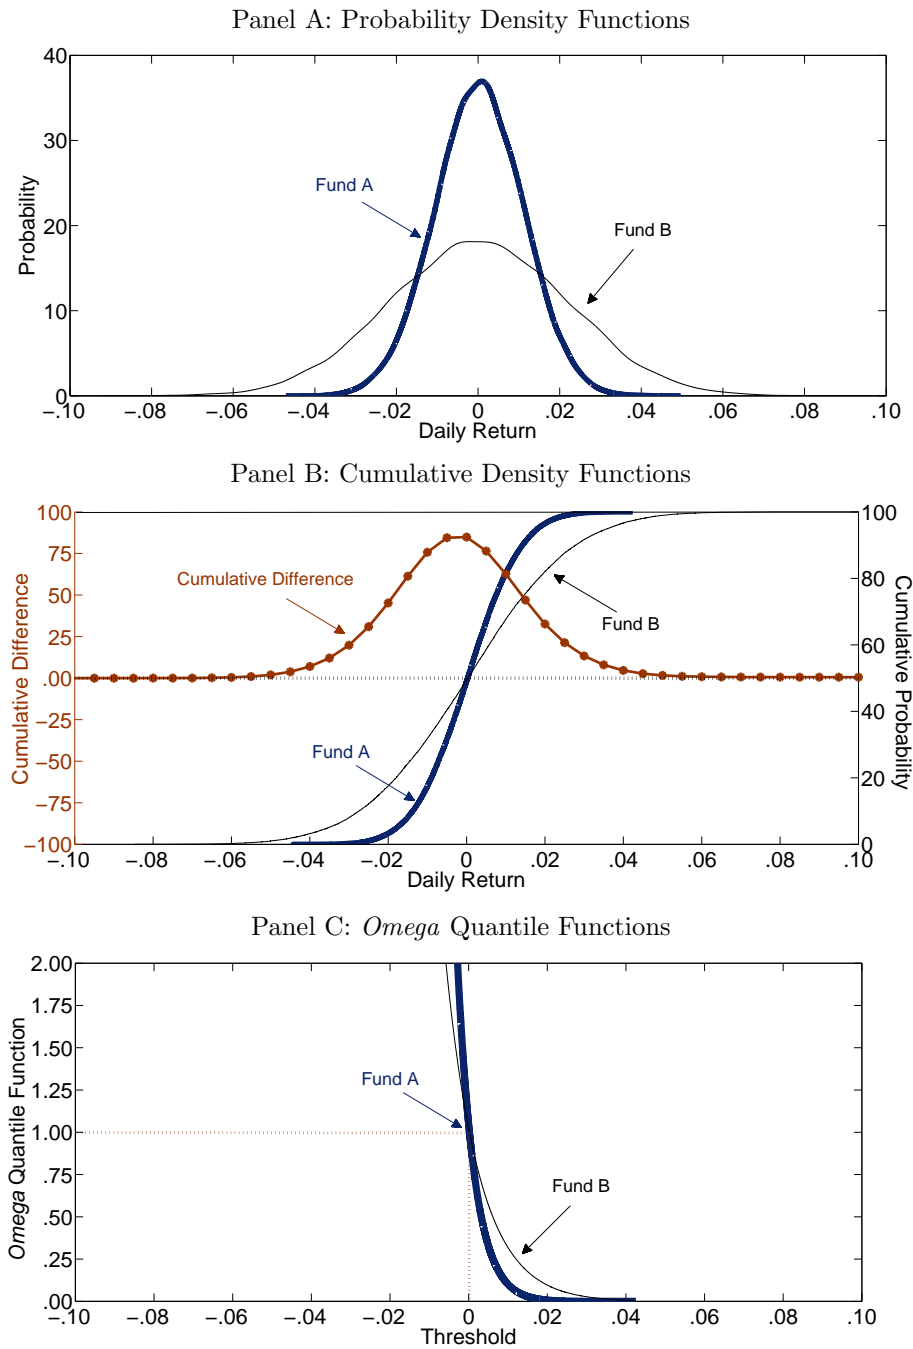 Panel A: Probability Density Functions
40
30
20
10
0
Probability
Fund A
Fund B
−.10 −.08 −.06 −.04 −.02 0 .02 .04 .06 .08 .10
Daily Return
Panel B: Cumulative Density Functions
100
75
50
25
.00
−25
−50
−75
−100
Cumulative Difference
Cumulative Difference
Fund B
Fund A
100
80
60
40
20
0
Cumulative Probability
−.10 −.08 −.06 −.04 −.02 0 .02 .04 .06 .08 .10
Daily Return
Panel C: Omega Quantile Functions
2.00
1.75
1.50
1.25
1.00
.75
.50
.25
.00
Omega Quantile Function
Fund A
Fund B
−.10 −.08 −.06 −.04 −.02 0 .02 .04 .06 .08 .10
Threshold